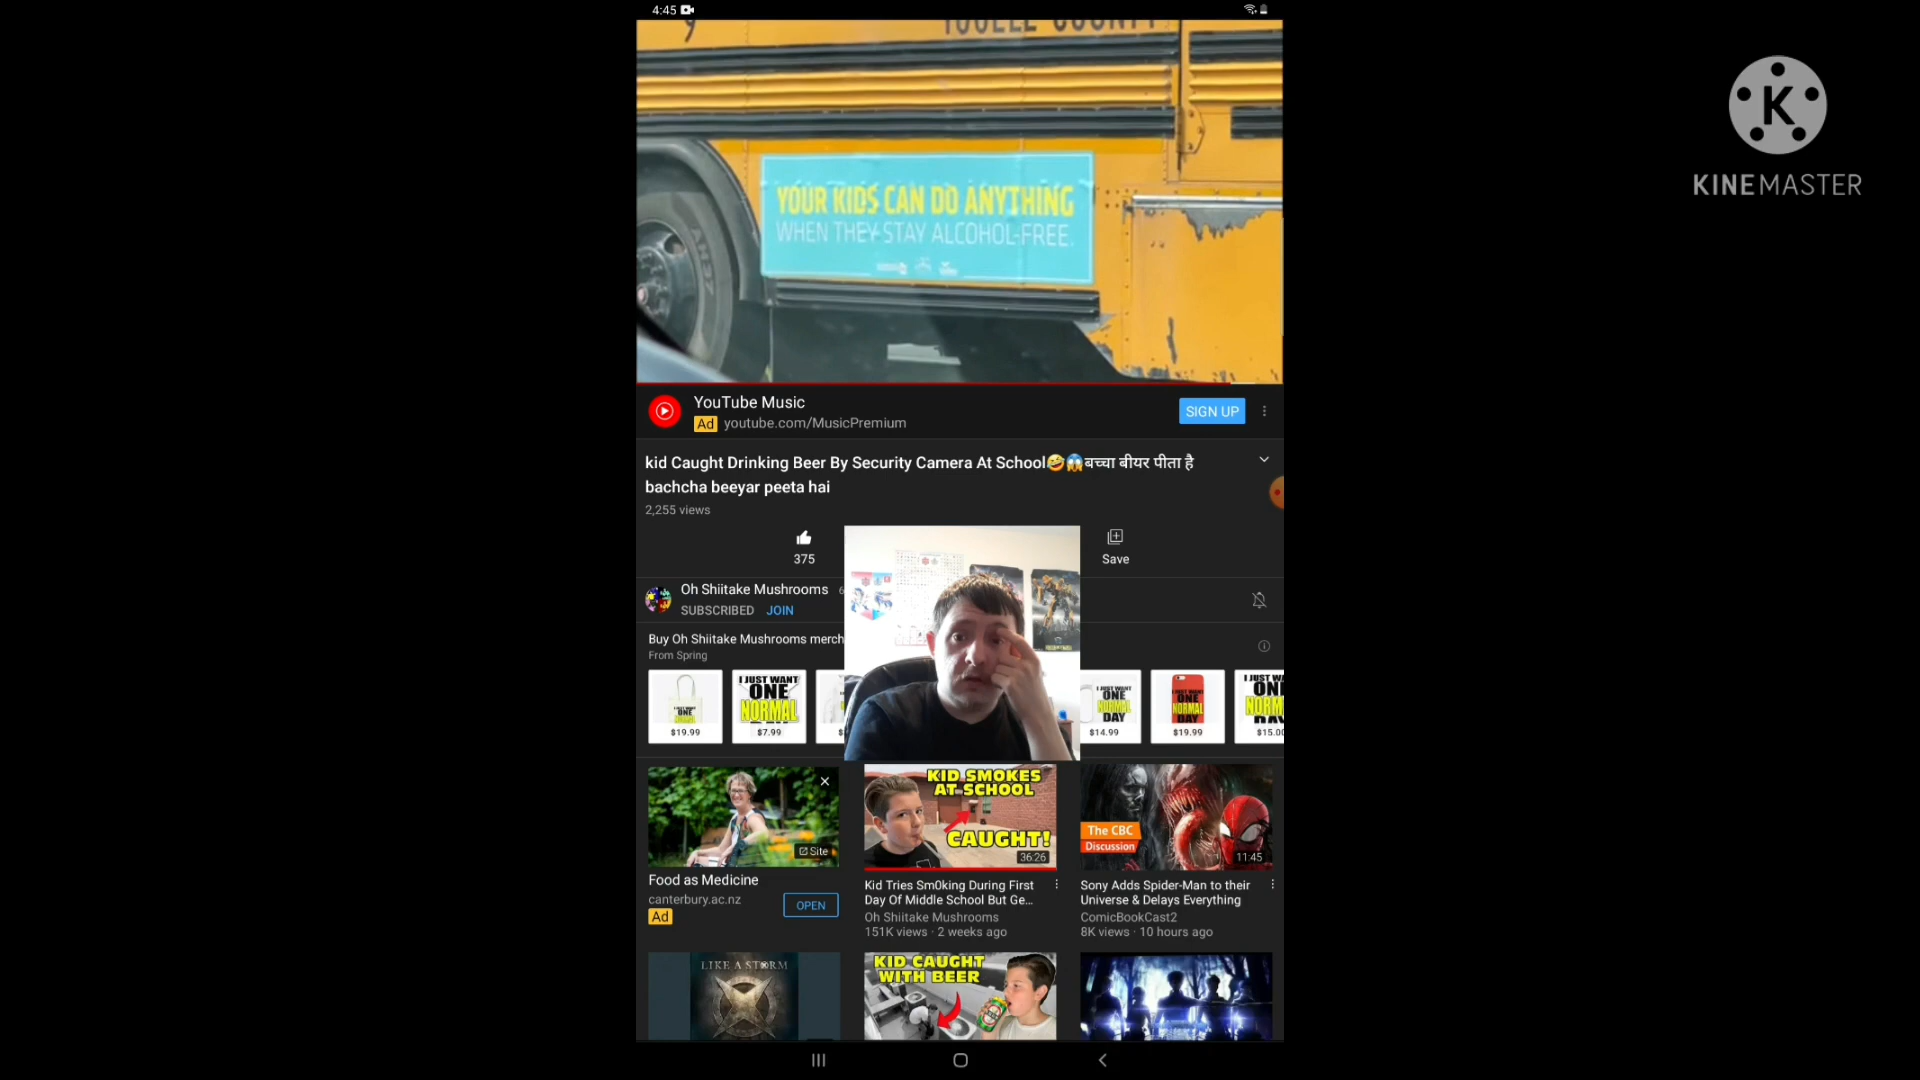 4:45
TOOELE COUNTY
YOUR KIDS CAN DO ANYTHING
WHEN THEY STAY ALCOHOL-FREE.
K
KINEMASTER
YouTube Music
SIGN UP
Ad youtube.com/MusicPremium
kid Caught Drinking Beer By Security Camera At School🤣😱बच्चा बीयर पीता है
bachcha beeyar peeta hai
2,255 views
375
Save
Oh Shiitake Mushrooms 6
SUBSCRIBED JOIN
Buy Oh Shiitake Mushrooms merch
From Spring
I JUST WANT
ONE
NORMAL
DAY
$19.99
$7.99
$14.99
$19.99
$15.00
KID SMOKES
AT SCHOOL
CAUGHT!
36:26
The CBC
Discussion
11:45
Site
Food as Medicine
canterbury.ac.nz
Ad
OPEN
Kid Tries Sm0king During First
Day Of Middle School But Ge...
Oh Shiitake Mushrooms
151K views · 2 weeks ago
Sony Adds Spider-Man to their
Universe & Delays Everything
ComicBookCast2
8K views · 10 hours ago
LIKE A STORM
KID CAUGHT
WITH BEER